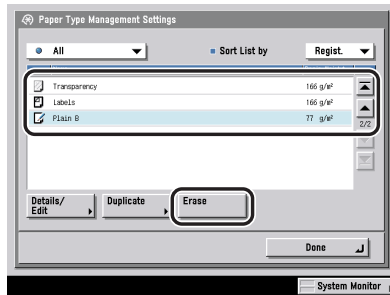 Paper Type Management Settings
All Sort List by Regist.
Transparency 166 g/m²
Labels 166 g/m²
Plain B 77 g/m²
2/2
Details/
Edit Duplicate Erase
Done
System Monitor